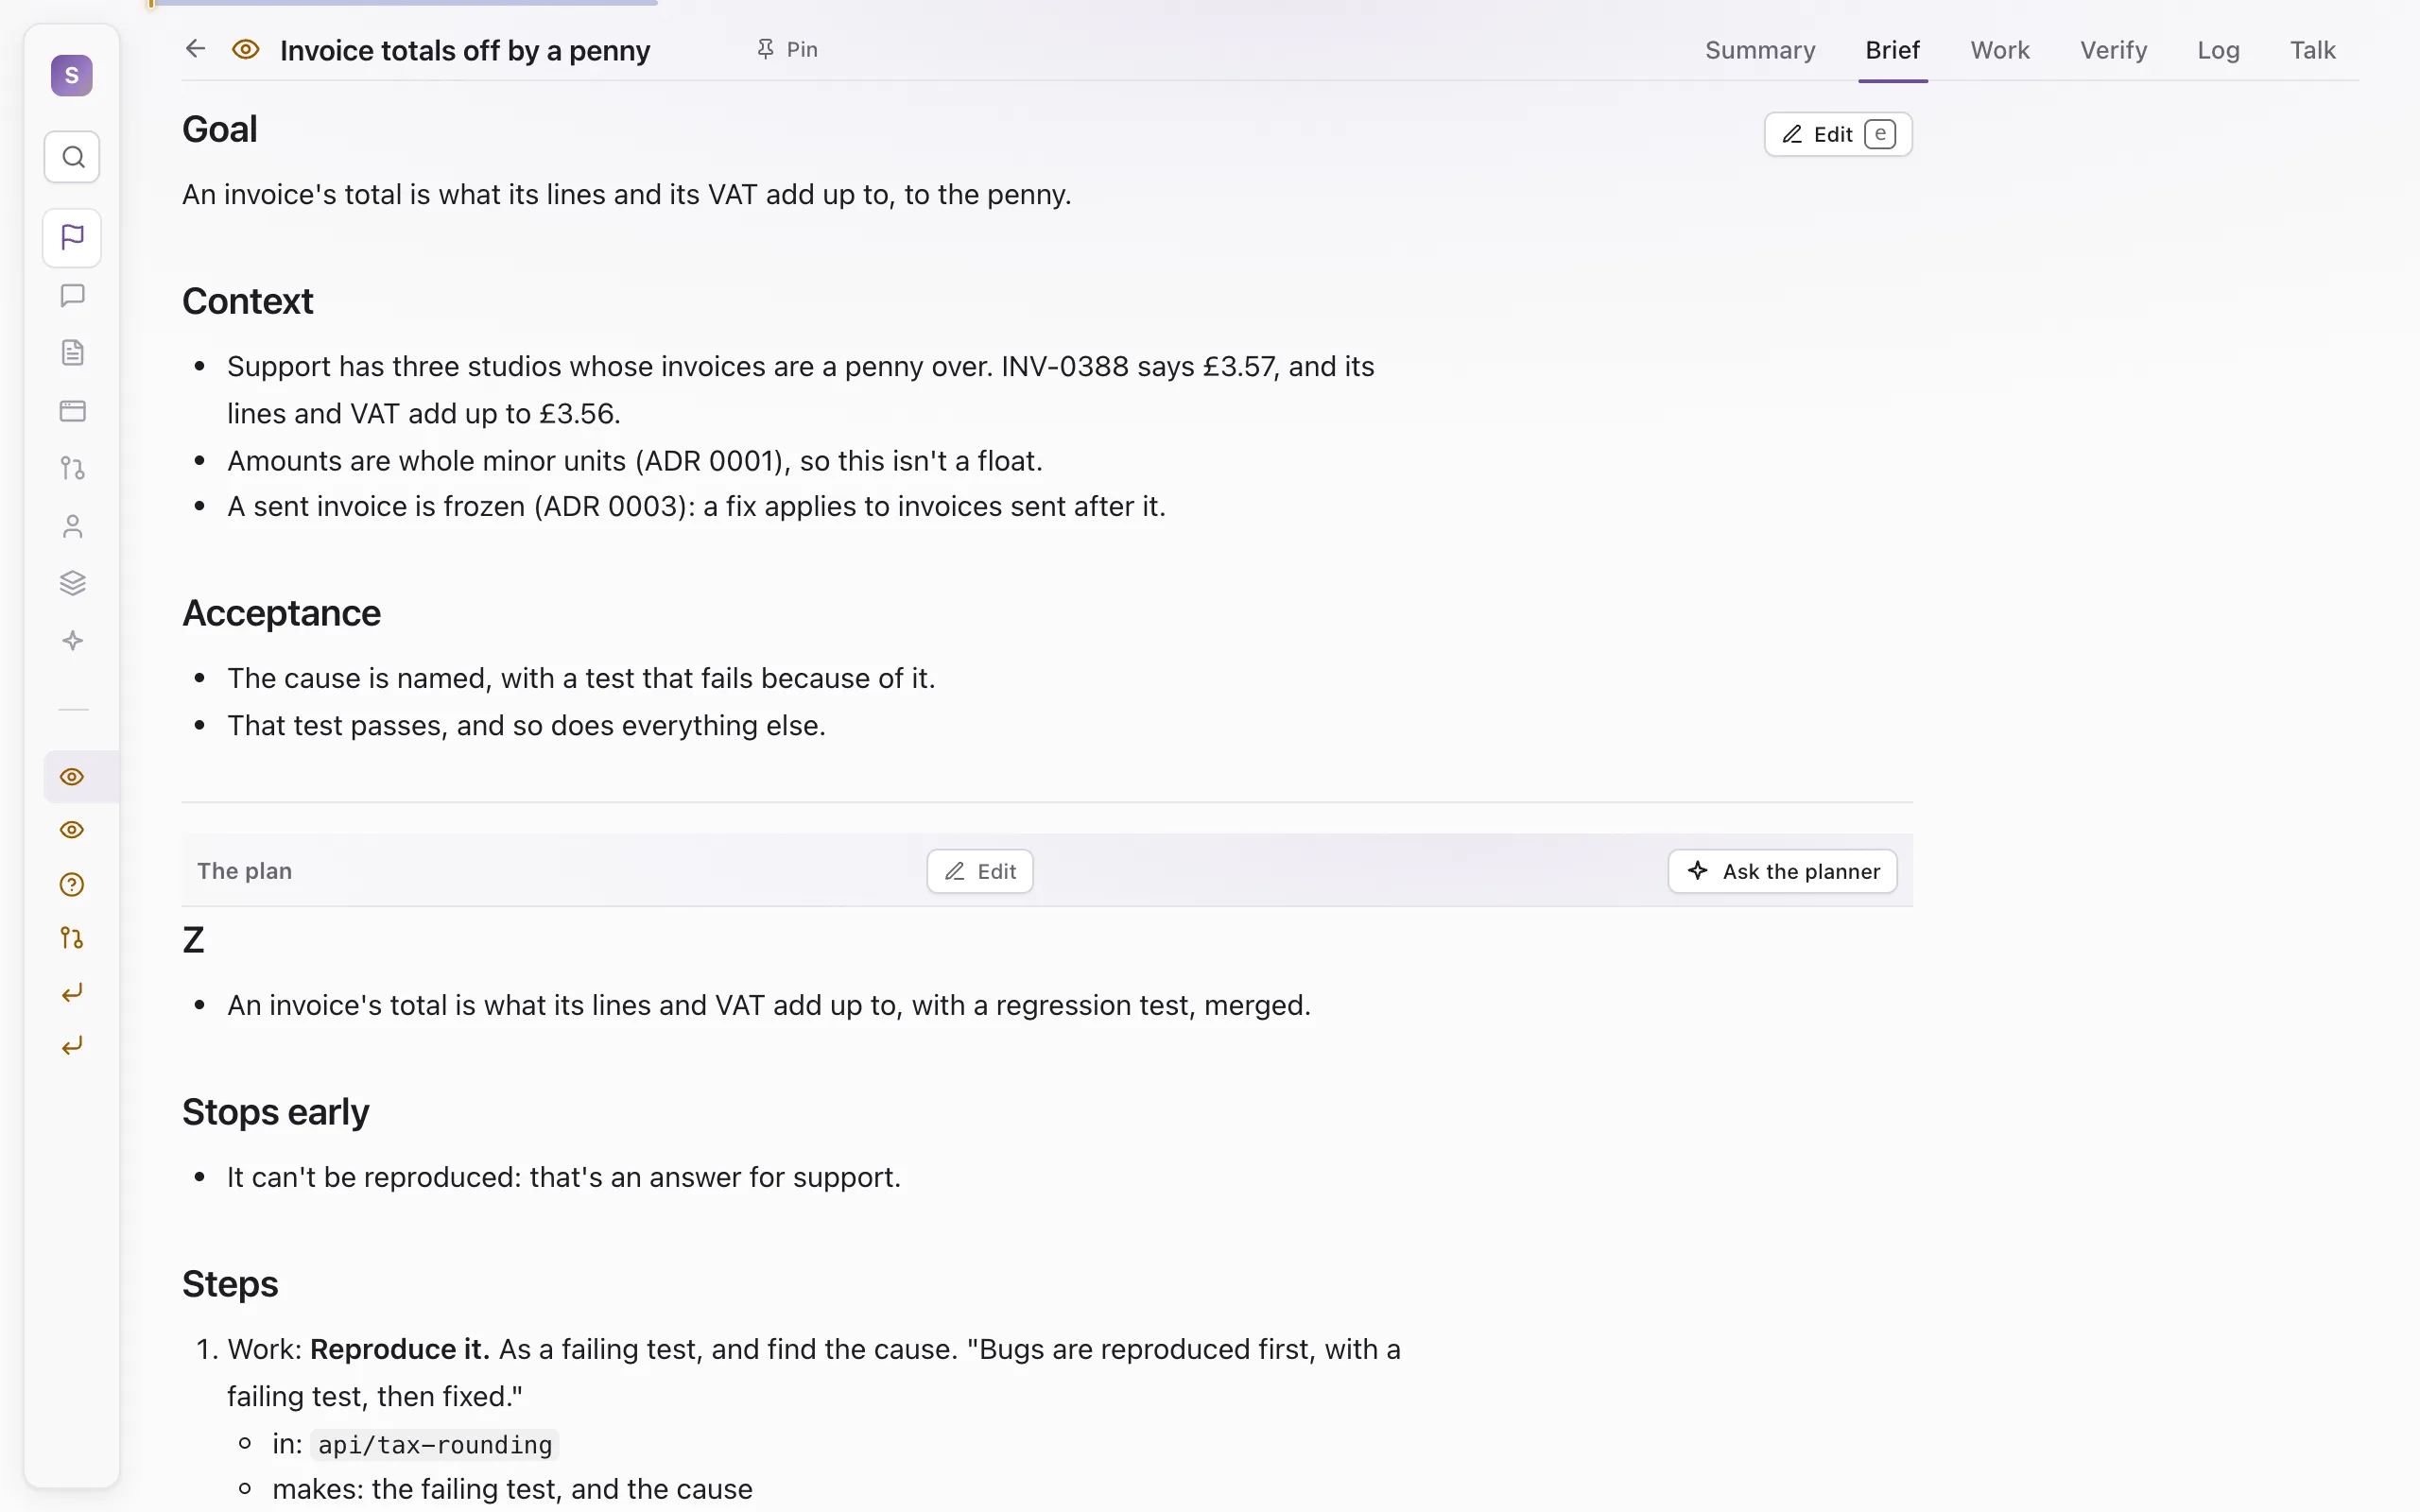 S
Invoice totals off by a penny
Pin
Summary
Brief
Work
Verify
Log
Talk
Goal
Edit e
An invoice's total is what its lines and its VAT add up to, to the penny.
Context
• Support has three studios whose invoices are a penny over. INV-0388 says £3.57, and its
lines and VAT add up to £3.56.
• Amounts are whole minor units (ADR 0001), so this isn't a float.
• A sent invoice is frozen (ADR 0003): a fix applies to invoices sent after it.
Acceptance
• The cause is named, with a test that fails because of it.
• That test passes, and so does everything else.
The plan
Edit
Ask the planner
Z
• An invoice's total is what its lines and VAT add up to, with a regression test, merged.
Stops early
• It can't be reproduced: that's an answer for support.
Steps
1. Work: Reproduce it. As a failing test, and find the cause. "Bugs are reproduced first, with a
failing test, then fixed."
in: api/tax-rounding
makes: the failing test, and the cause